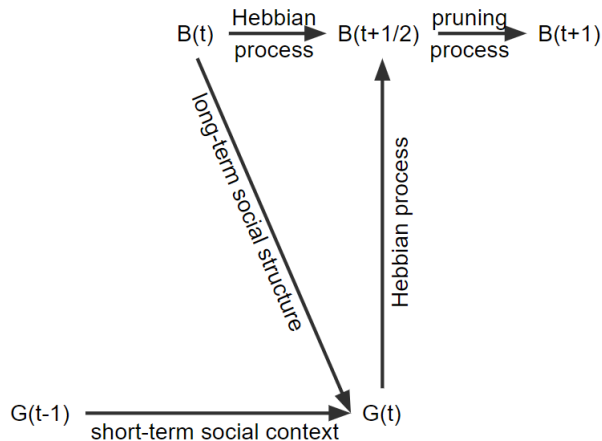 B(t) Hebbian process B(t+1/2) pruning process B(t+1)
long-term social structure
Hebbian process
G(t-1) short-term social context G(t)